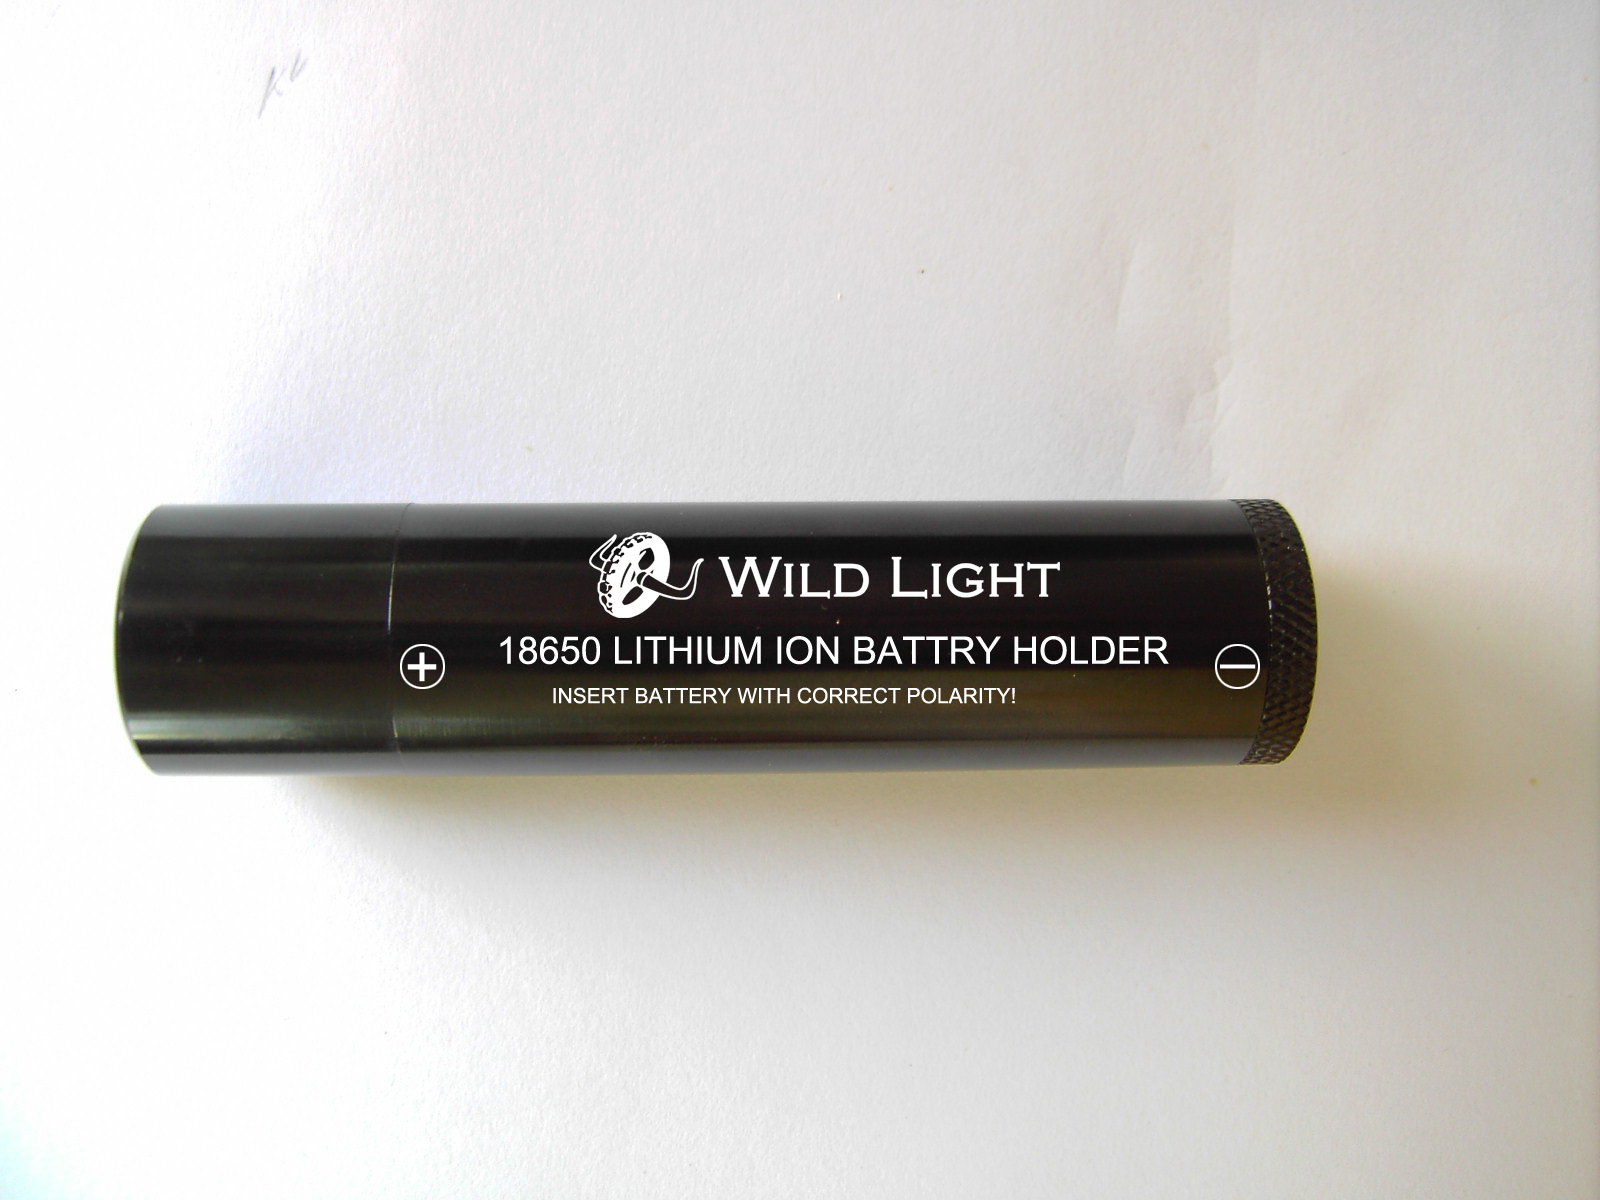 WILD LIGHT
18650 LITHIUM ION BATTRY HOLDER
INSERT BATTERY WITH CORRECT POLARITY!
+ −